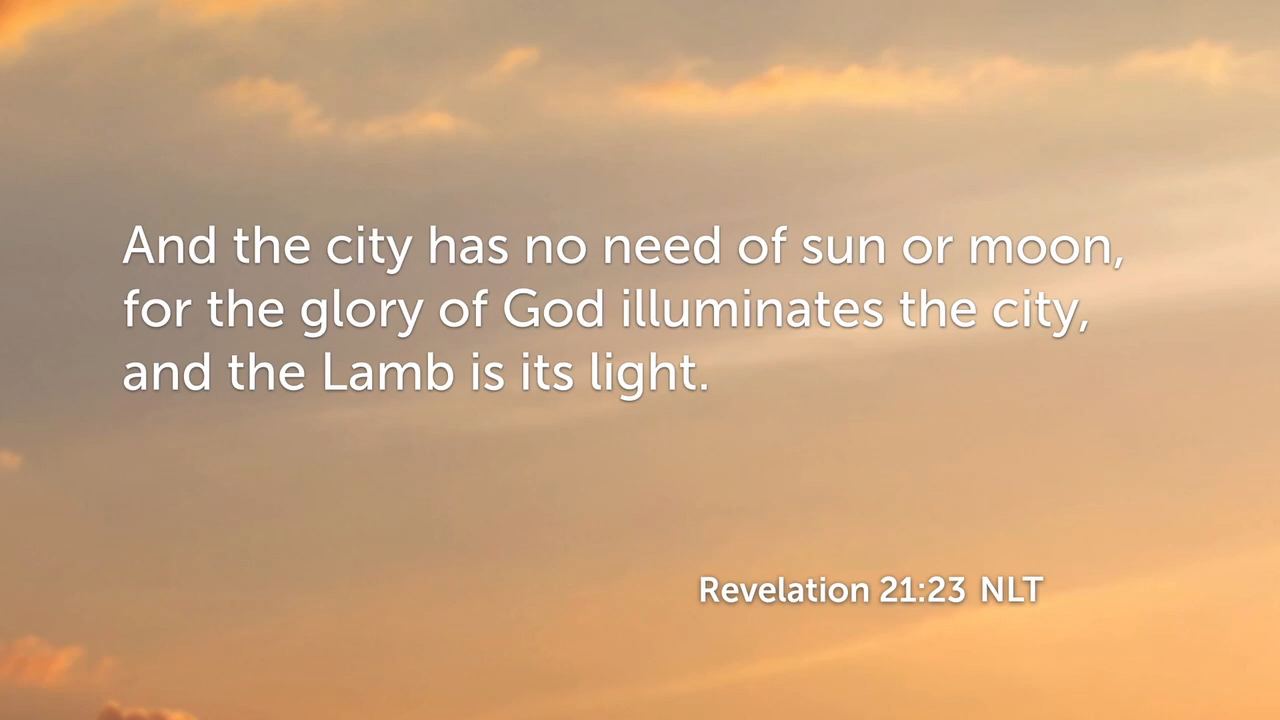 And the city has no need of sun or moon,
for the glory of God illuminates the city,
and the Lamb is its light.
Revelation 21:23 NLT